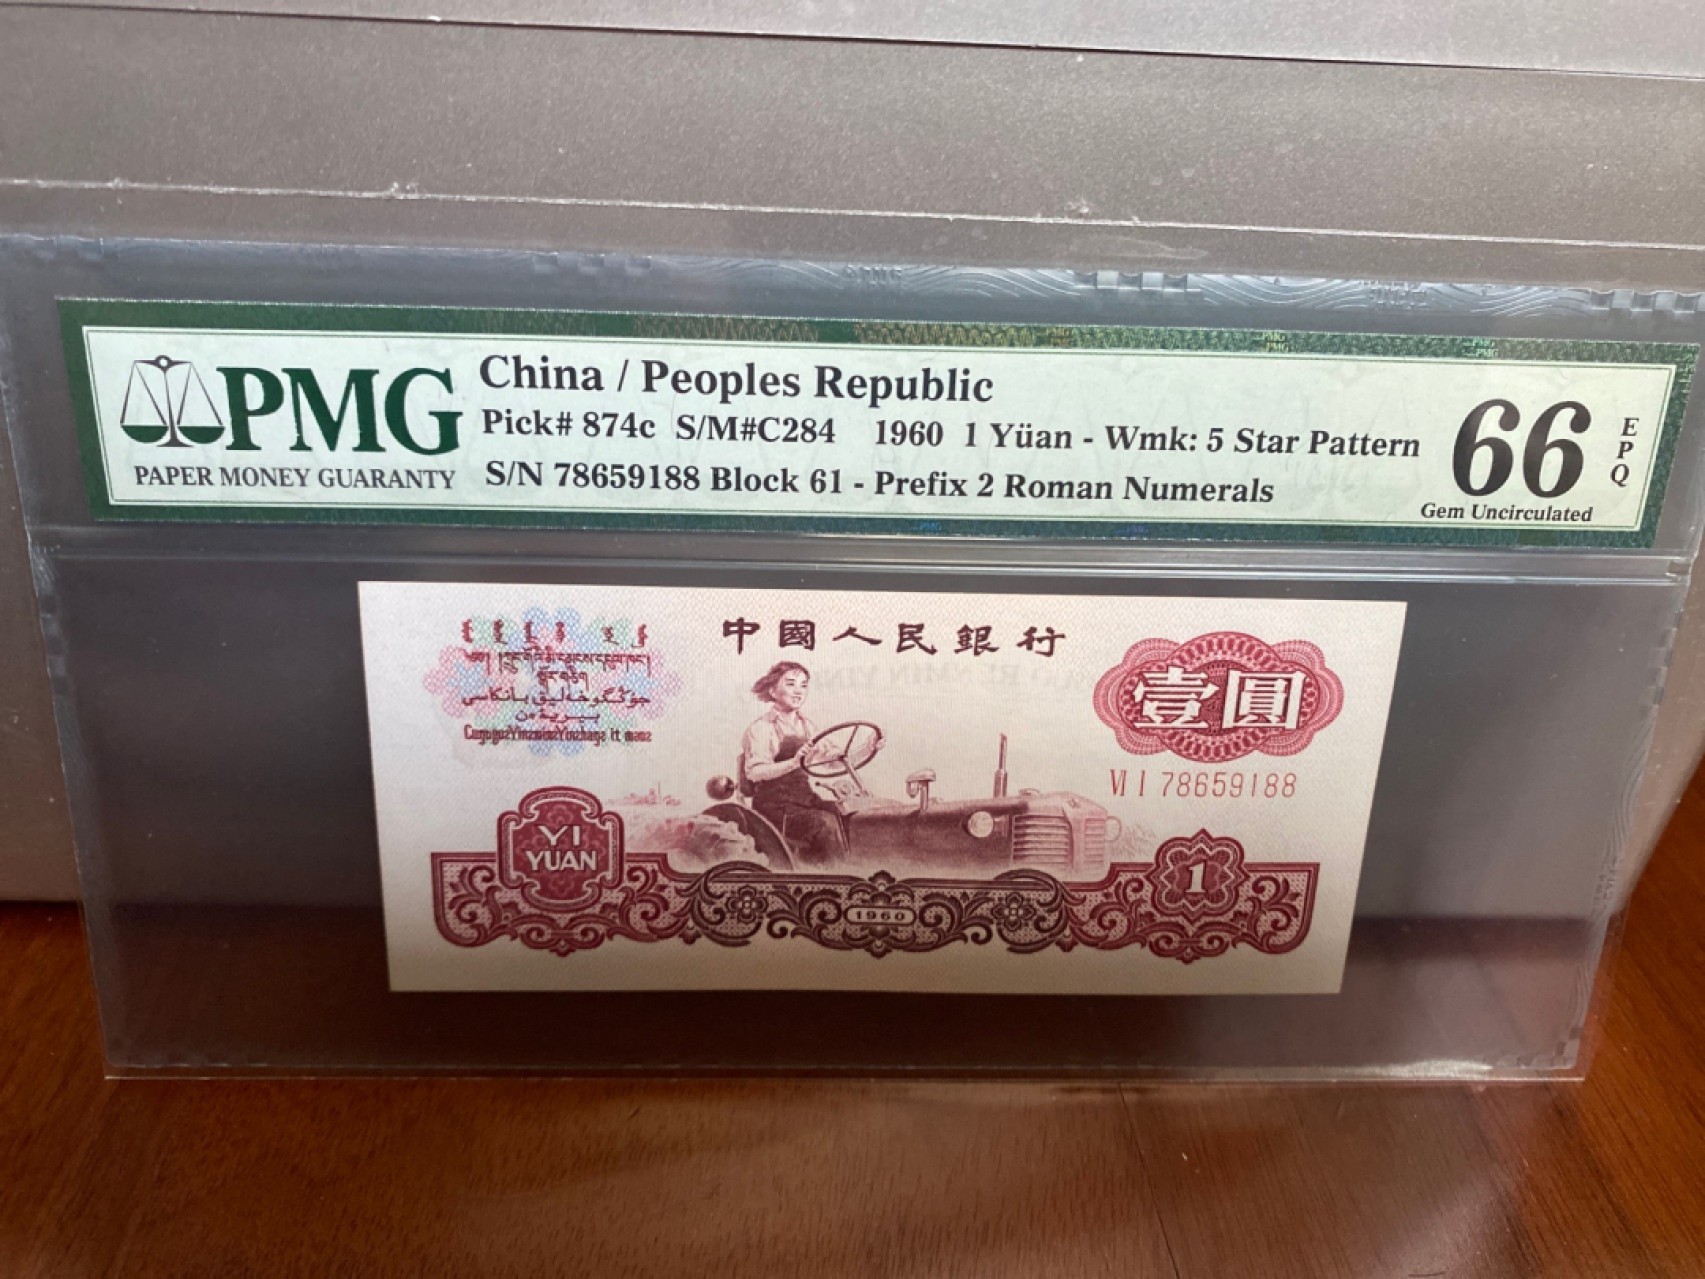 PMG
PAPER MONEY GUARANTY
China / Peoples Republic
Pick# 874c S/M#C284 1960 1 Yüan - Wmk: 5 Star Pattern
S/N 78659188 Block 61 - Prefix 2 Roman Numerals
66
EPQ
Gem Uncirculated
中國人民銀行
壹圓
VI I 78659188
YI
YUAN
1960
1